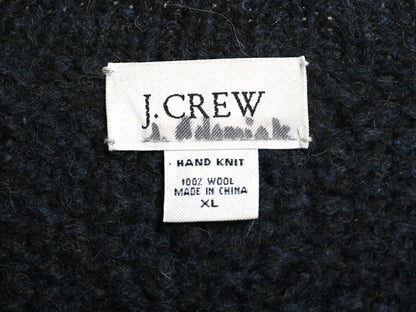 J.CREW
HAND KNIT
100% WOOL
MADE IN CHINA
XL